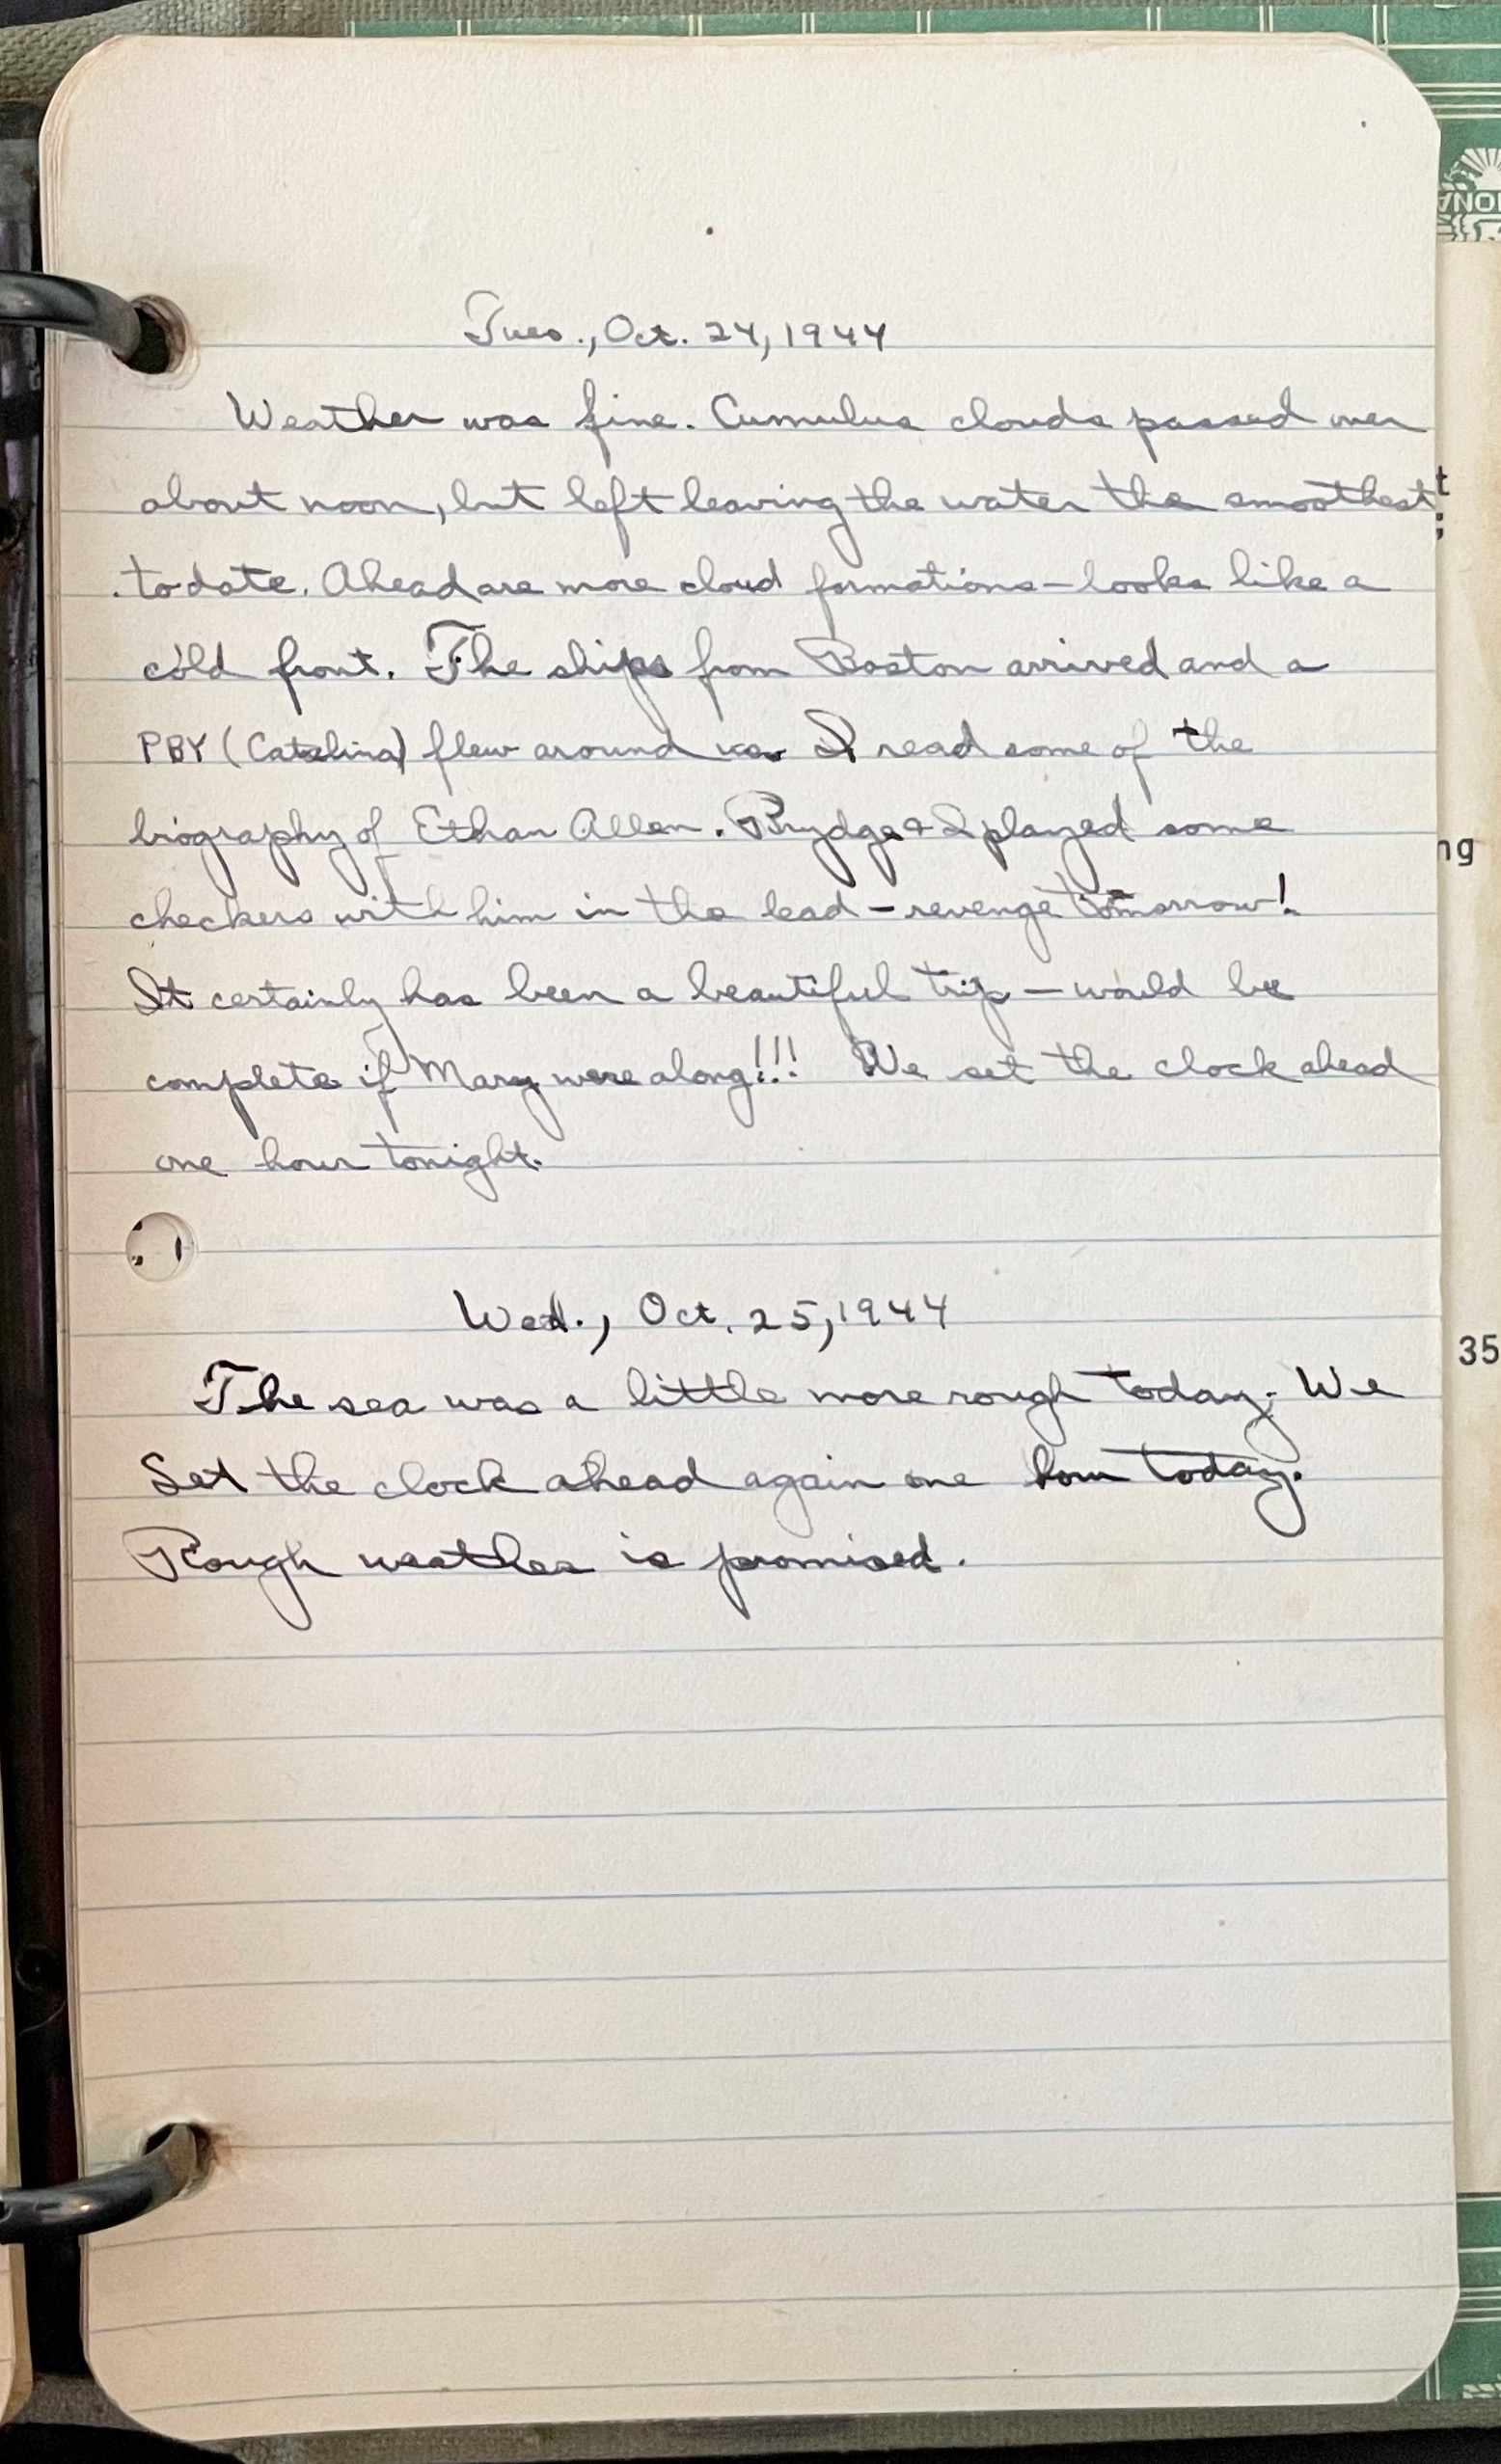 Tues., Oct. 24, 1944
Weather was fine. Cumulus clouds passed over
about noon, but left leaving the water the smoothest
to date. Ahead are more cloud formations - looks like a
cold front. The ships from Boston arrived and a
PBY (Catalina) flew around us. I read some of the
biography of Ethan Allen. Brydge & I played some
checkers with him in the lead - revenge tomorrow!
It certainly has been a beautiful trip - would be
complete if Mary were along!!! We set the clock ahead
one hour tonight.
Wed., Oct. 25, 1944
The sea was a little more rough today. We
Set the clock ahead again one hour today.
Rough weather is promised.
t
;
ng
35